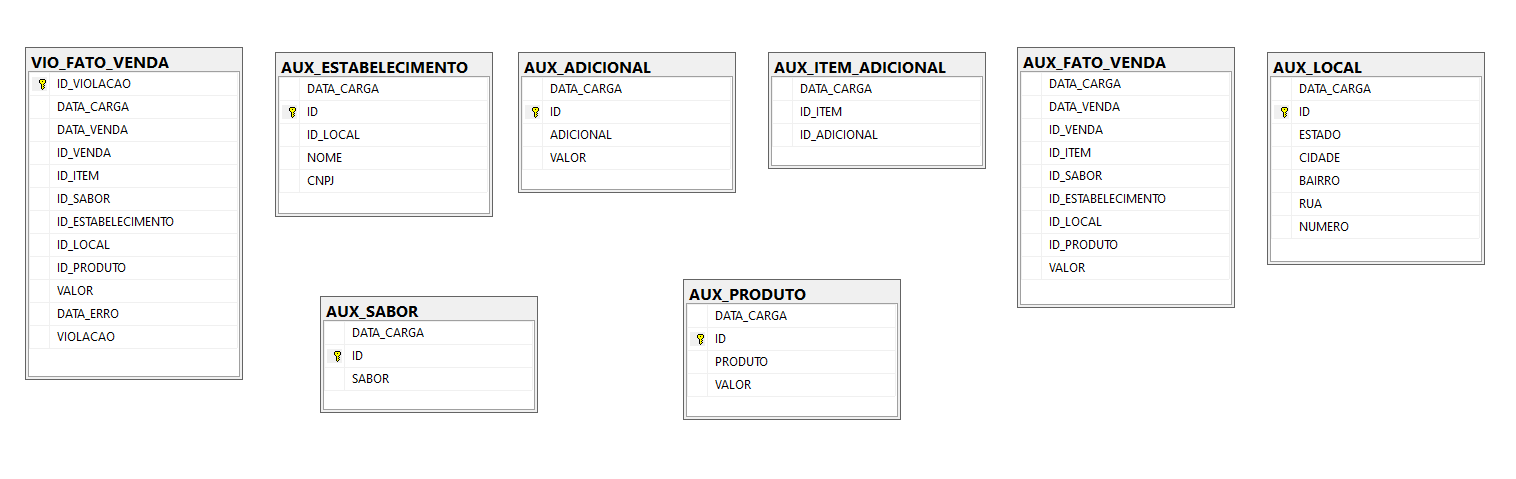 VIO_FATO_VENDA
ID_VIOLACAO
DATA_CARGA
DATA_VENDA
ID_VENDA
ID_ITEM
ID_SABOR
ID_ESTABELECIMENTO
ID_LOCAL
ID_PRODUTO
VALOR
DATA_ERRO
VIOLACAO
AUX_ESTABELECIMENTO
DATA_CARGA
ID
ID_LOCAL
NOME
CNPJ
AUX_ADICIONAL
DATA_CARGA
ID
ADICIONAL
VALOR
AUX_ITEM_ADICIONAL
DATA_CARGA
ID_ITEM
ID_ADICIONAL
AUX_FATO_VENDA
DATA_CARGA
DATA_VENDA
ID_VENDA
ID_ITEM
ID_SABOR
ID_ESTABELECIMENTO
ID_LOCAL
ID_PRODUTO
VALOR
AUX_LOCAL
DATA_CARGA
ID
ESTADO
CIDADE
BAIRRO
RUA
NUMERO
AUX_SABOR
DATA_CARGA
ID
SABOR
AUX_PRODUTO
DATA_CARGA
ID
PRODUTO
VALOR